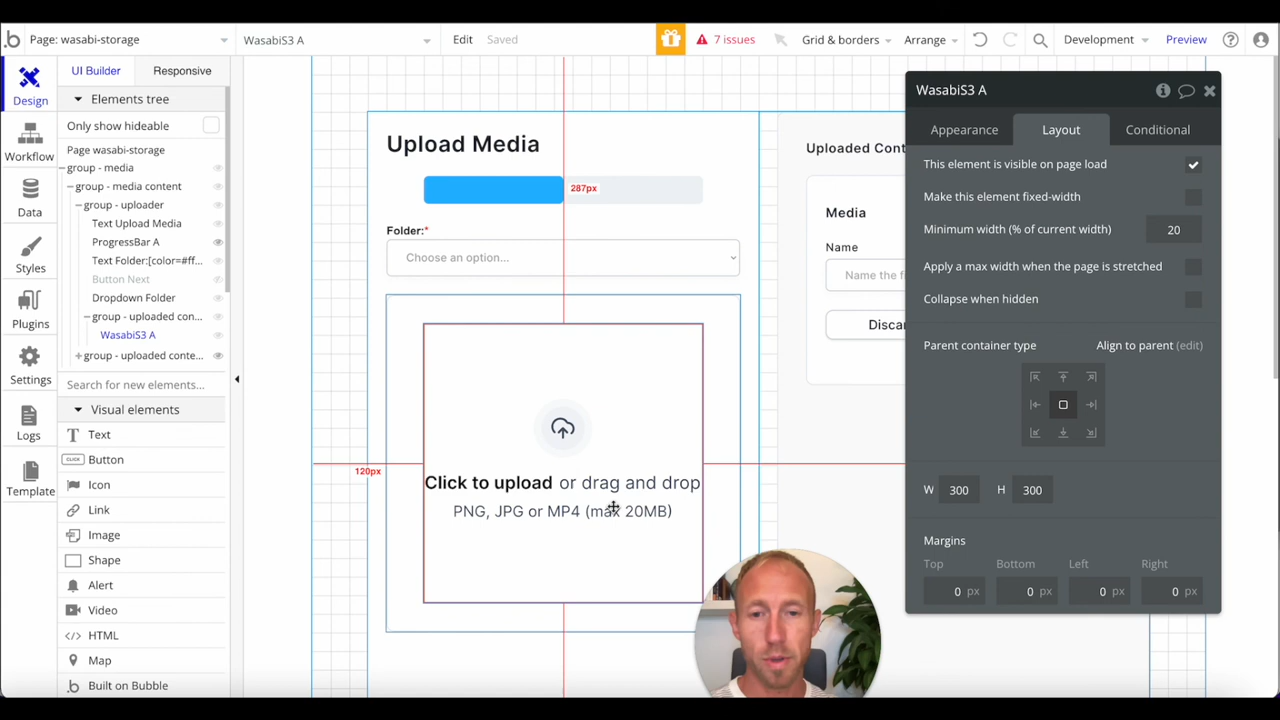 b Page: wasabi-storage WasabiS3 A Edit Saved 7 issues Grid & borders Arrange Development Preview
Design
Workflow
Data
Styles
Plugins
Settings
Logs
Template
UI Builder Responsive
Elements tree
Only show hideable
Page wasabi-storage
group - media
group - media content
group - uploader
Text Upload Media
ProgressBar A
Text Folder:[color=#ff...
Button Next
Dropdown Folder
group - uploaded con...
WasabiS3 A
group - uploaded conte...
Search for new elements...
Visual elements
Text
CLICK Button
Icon
Link
Image
Shape
Alert
Video
</> HTML
Map
Built on Bubble
Upload Media
287px
Folder:*
Choose an option...
120px
Click to upload or drag and drop
PNG, JPG or MP4 (max 20MB)
Uploaded Cont
Media
Name
Name the fi
Discar
WasabiS3 A
Appearance Layout Conditional
This element is visible on page load
Make this element fixed-width
Minimum width (% of current width) 20
Apply a max width when the page is stretched
Collapse when hidden
Parent container type Align to parent (edit)
W 300 H 300
Margins
Top Bottom Left Right
0 px 0 px 0 px 0 px